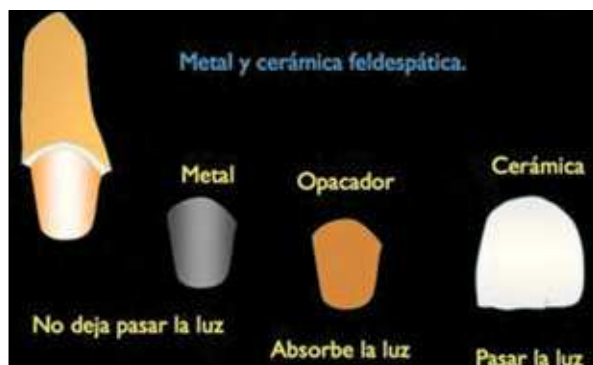 Metal y cerámica feldespática.
Metal
Opacador
Cerámica
No deja pasar la luz
Absorbe la luz
Pasar la luz